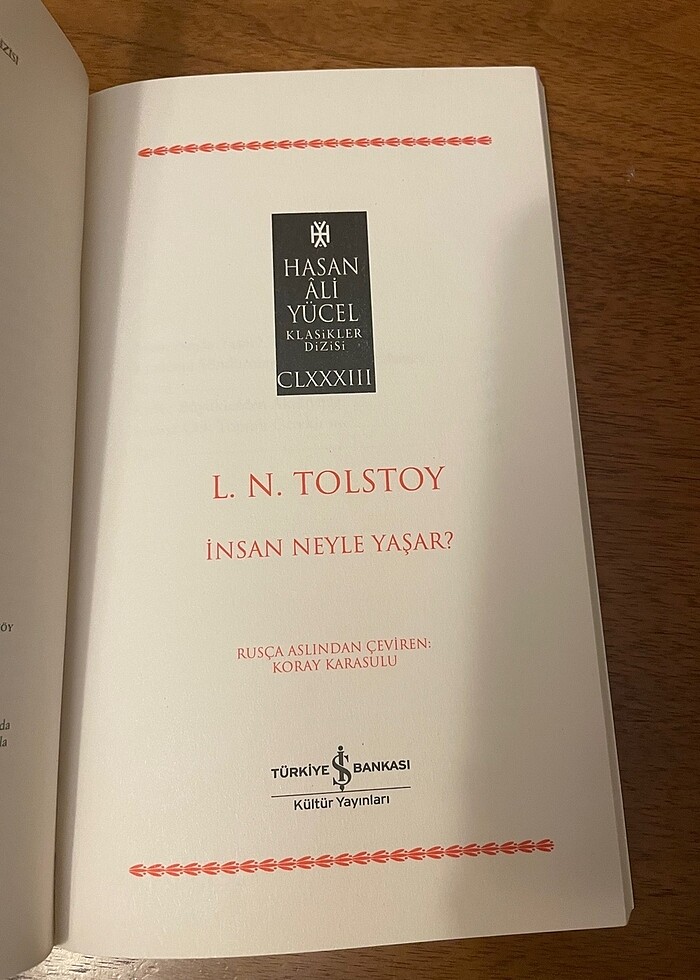 HASAN
ÂLİ
YÜCEL
KLASİKLER
DİZİSİ
CLXXXIII
L. N. TOLSTOY
İNSAN NEYLE YAŞAR?
RUSÇA ASLINDAN ÇEVİREN:
KORAY KARASULU
TÜRKİYE İŞ BANKASI
Kültür Yayınları